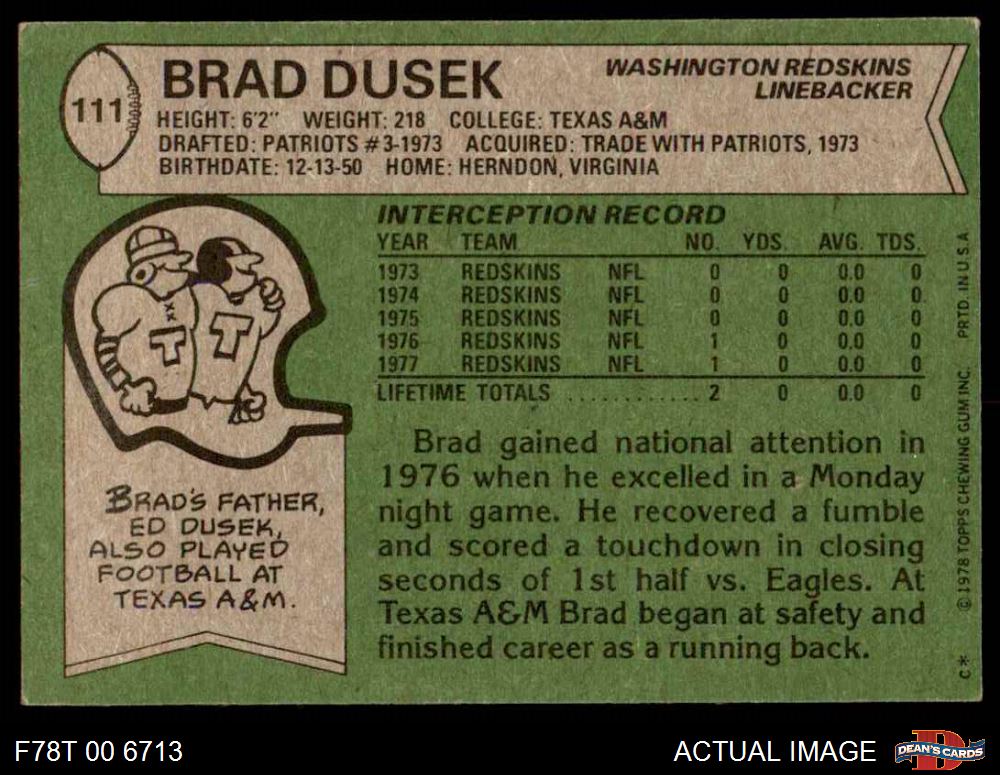 111
BRAD DUSEK
WASHINGTON REDSKINS
LINEBACKER
HEIGHT: 6'2" WEIGHT: 218 COLLEGE: TEXAS A&M
DRAFTED: PATRIOTS #3-1973 ACQUIRED: TRADE WITH PATRIOTS, 1973
BIRTHDATE: 12-13-50 HOME: HERNDON, VIRGINIA
INTERCEPTION RECORD
YEAR TEAM NO. YDS. AVG. TDS.
1973 REDSKINS NFL 0 0 0.0 0
1974 REDSKINS NFL 0 0 0.0 0
1975 REDSKINS NFL 0 0 0.0 0
1976 REDSKINS NFL 1 0 0.0 0
1977 REDSKINS NFL 1 0 0.0 0
LIFETIME TOTALS ............ 2 0 0.0 0
T T
BRAD'S FATHER,
ED DUSEK,
ALSO PLAYED
FOOTBALL AT
TEXAS A&M.
Brad gained national attention in
1976 when he excelled in a Monday
night game. He recovered a fumble
and scored a touchdown in closing
seconds of 1st half vs. Eagles. At
Texas A&M Brad began at safety and
finished career as a running back.
C* © 1978 TOPPS CHEWING GUM INC. PRTD. IN U.S.A
F78T 00 6713
ACTUAL IMAGE
D
DEAN'S CARDS